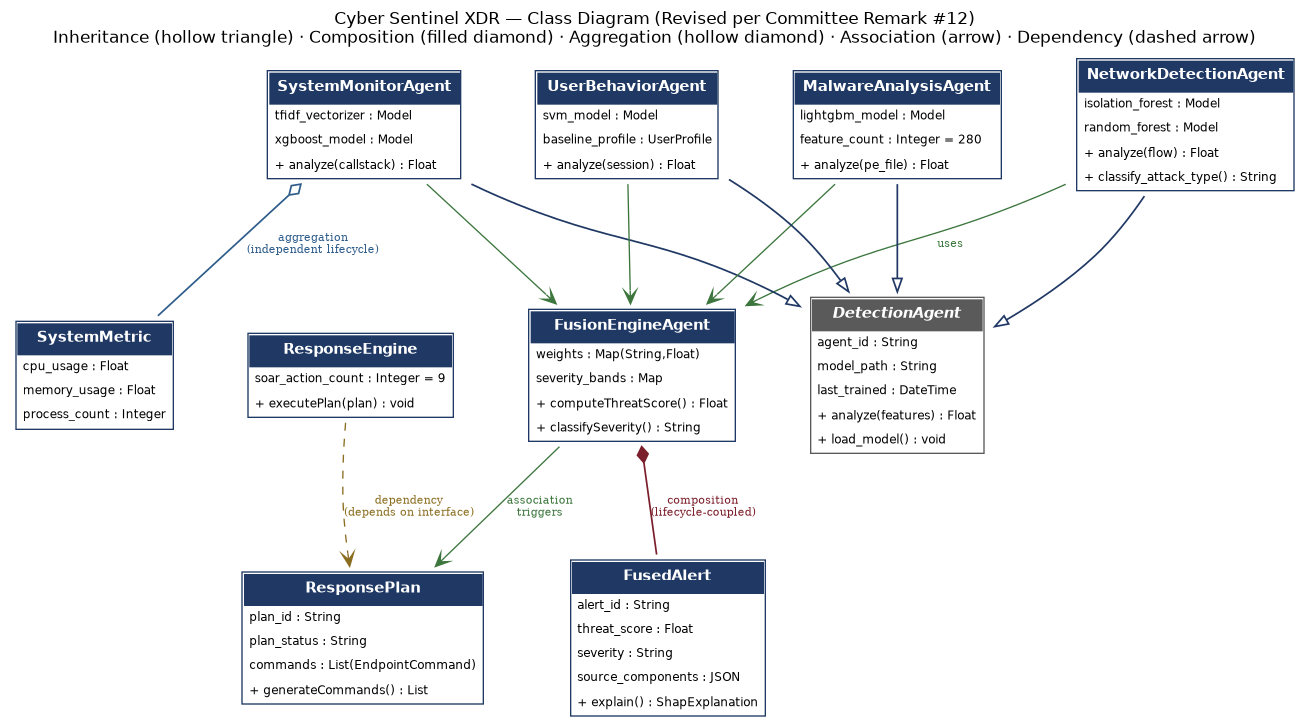 Cyber Sentinel XDR — Class Diagram (Revised per Committee Remark #12)
Inheritance (hollow triangle) · Composition (filled diamond) · Aggregation (hollow diamond) · Association (arrow) · Dependency (dashed arrow)
SystemMonitorAgent
tfidf_vectorizer : Model
xgboost_model : Model
+ analyze(callstack) : Float
UserBehaviorAgent
svm_model : Model
baseline_profile : UserProfile
+ analyze(session) : Float
MalwareAnalysisAgent
lightgbm_model : Model
feature_count : Integer = 280
+ analyze(pe_file) : Float
NetworkDetectionAgent
isolation_forest : Model
random_forest : Model
+ analyze(flow) : Float
+ classify_attack_type() : String
aggregation
(independent lifecycle)
uses
SystemMetric
cpu_usage : Float
memory_usage : Float
process_count : Integer
ResponseEngine
soar_action_count : Integer = 9
+ executePlan(plan) : void
FusionEngineAgent
weights : Map(String,Float)
severity_bands : Map
+ computeThreatScore() : Float
+ classifySeverity() : String
DetectionAgent
agent_id : String
model_path : String
last_trained : DateTime
+ analyze(features) : Float
+ load_model() : void
dependency
(depends on interface)
association
triggers
composition
(lifecycle-coupled)
ResponsePlan
plan_id : String
plan_status : String
commands : List(EndpointCommand)
+ generateCommands() : List
FusedAlert
alert_id : String
threat_score : Float
severity : String
source_components : JSON
+ explain() : ShapExplanation